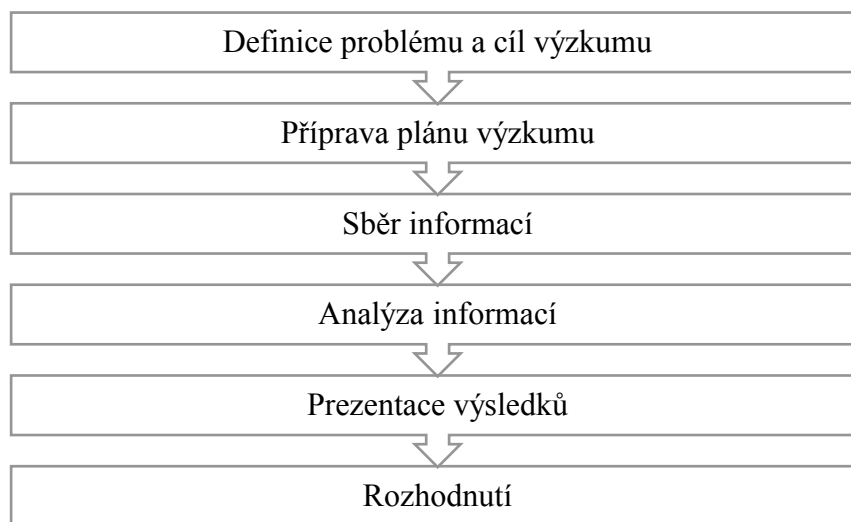 Definice problému a cíl výzkumu
Příprava plánu výzkumu
Sběr informací
Analýza informací
Prezentace výsledků
Rozhodnutí